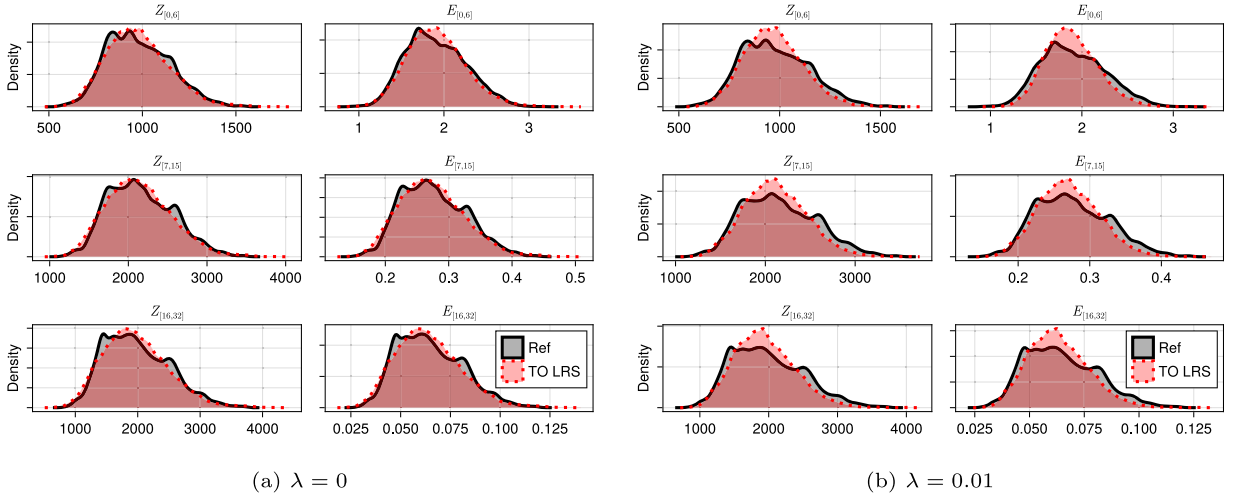 Z[0,6] E[0,6] Z[0,6] E[0,6]
Density Density
500 1000 1500 1 2 3 500 1000 1500 1 2 3
Z[7,15] E[7,15] Z[7,15] E[7,15]
Density Density
1000 2000 3000 4000 0.2 0.3 0.4 0.5 1000 2000 3000 0.2 0.3 0.4
Z[16,32] E[16,32] Z[16,32] E[16,32]
Density Ref Density Ref
TO LRS TO LRS
1000 2000 3000 4000 0.025 0.050 0.075 0.100 0.125 1000 2000 3000 4000 0.025 0.050 0.075 0.100 0.125
(a) λ = 0 (b) λ = 0.01